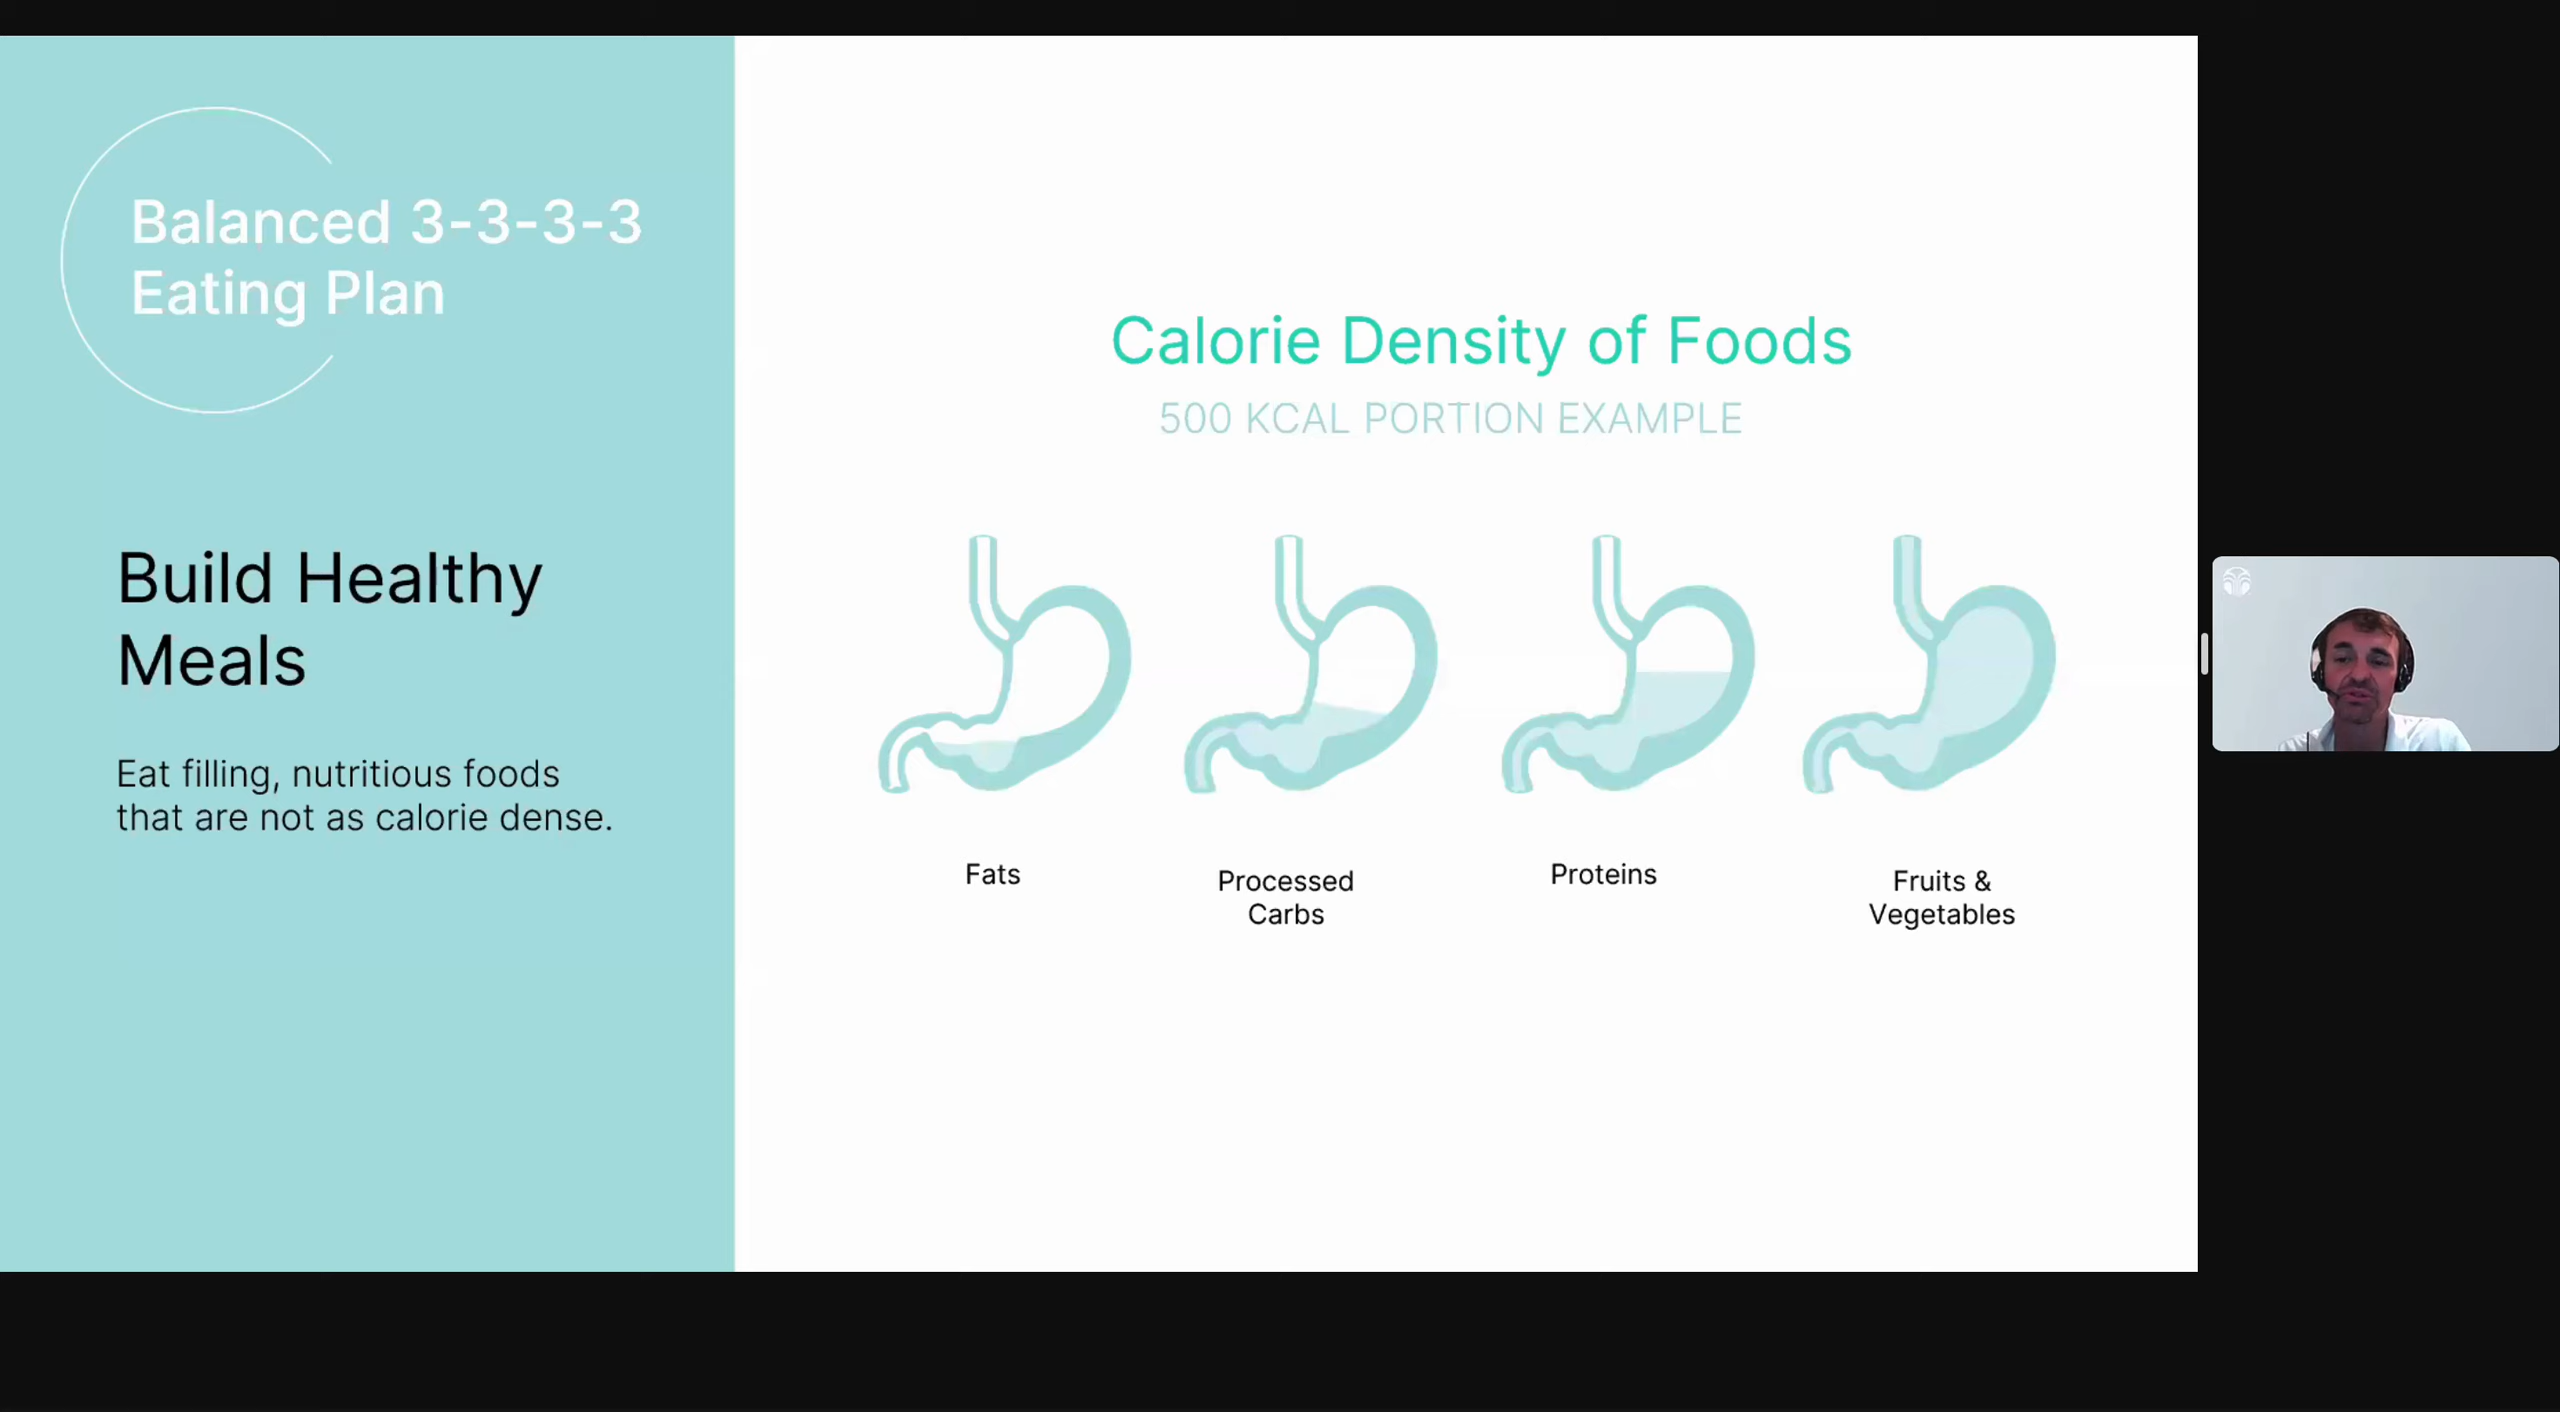 Balanced 3-3-3-3
Eating Plan
Build Healthy
Meals
Eat filling, nutritious foods
that are not as calorie dense.
Calorie Density of Foods
500 KCAL PORTION EXAMPLE
Fats
Processed
Carbs
Proteins
Fruits &
Vegetables